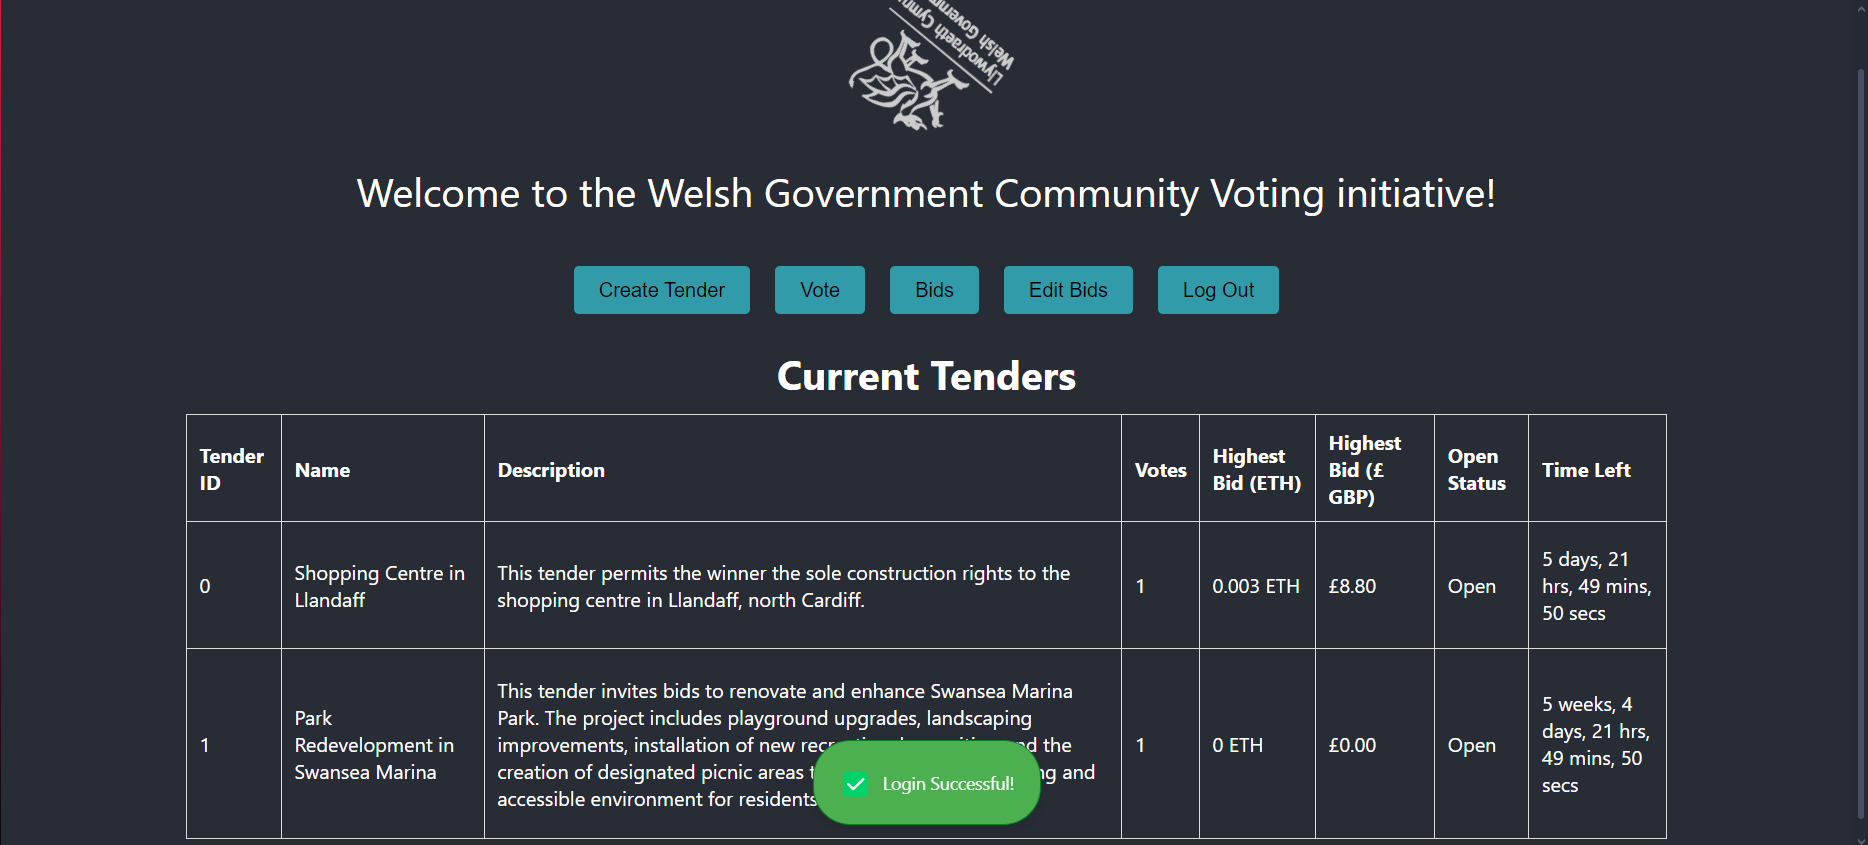 Llywodraeth Cymru
Welsh Govern
Welcome to the Welsh Government Community Voting initiative!
Create Tender
Vote
Bids
Edit Bids
Log Out
Current Tenders
Tender
ID
Name
Description
Votes
Highest
Bid (ETH)
Highest
Bid (£
GBP)
Open
Status
Time Left
0
Shopping Centre in
Llandaff
This tender permits the winner the sole construction rights to the
shopping centre in Llandaff, north Cardiff.
1
0.003 ETH
£8.80
Open
5 days, 21
hrs, 49 mins,
50 secs
1
Park
Redevelopment in
Swansea Marina
This tender invites bids to renovate and enhance Swansea Marina
Park. The project includes playground upgrades, landscaping
improvements, installation of new the
creation of designated picnic areas and
accessible environment for residents
1
0 ETH
£0.00
Open
5 weeks, 4
days, 21 hrs,
49 mins, 50
secs
Login Successful!